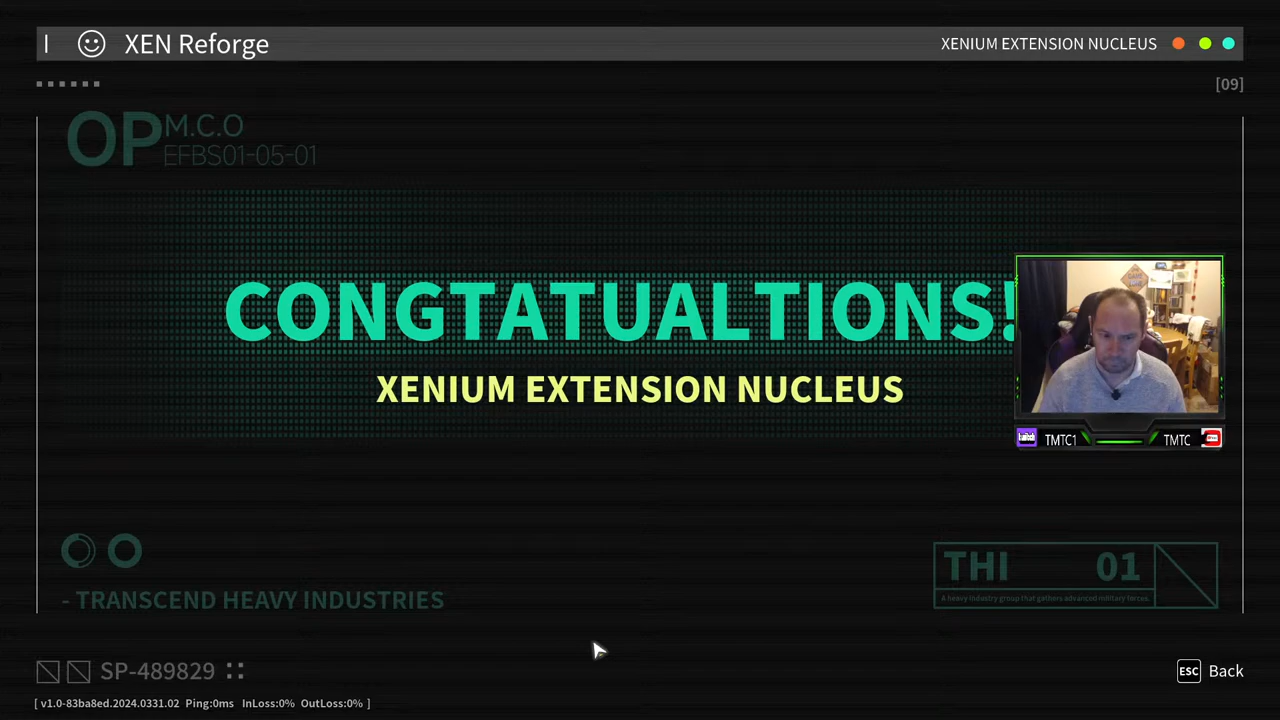 XEN Reforge
XENIUM EXTENSION NUCLEUS
[09]
OP M.C.O
EFBS01-05-01
CONGTATUALTIONS!
XENIUM EXTENSION NUCLEUS
TMTC1 TMTC
THI 01
A heavy industry group that gathers advanced military forces.
- TRANSCEND HEAVY INDUSTRIES
SP-489829
ESC Back
[ v1.0-83ba8ed.2024.0331.02 Ping:0ms InLoss:0% OutLoss:0% ]